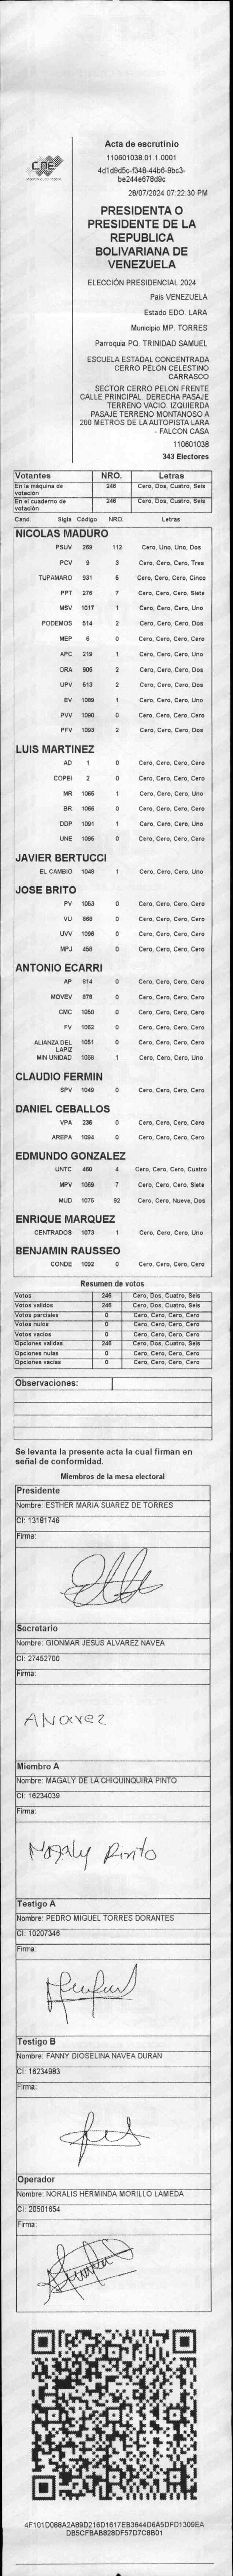 Acta de escrutinio
110601038.01.1.0001
4d1d9d5c-f348-44b6-9bc3-
be244e678d9c
28/07/2024 07:22:30 PM
PRESIDENTA O
PRESIDENTE DE LA
REPUBLICA
BOLIVARIANA DE
VENEZUELA
ELECCIÓN PRESIDENCIAL 2024
País VENEZUELA
Estado EDO. LARA
Municipio MP. TORRES
Parroquia PQ. TRINIDAD SAMUEL
ESCUELA ESTADAL CONCENTRADA
CERRO PELON CELESTINO
CARRASCO
SECTOR CERRO PELON FRENTE
CALLE PRINCIPAL. DERECHA PASAJE
TERRENO VACIO. IZQUIERDA
PASAJE TERRENO MONTANOSO A
200 METROS DE LA AUTOPISTA LARA
- FALCON CASA
110601038
343 Electores
CNE
Votantes NRO. Letras
En la máquina de votación 246 Cero, Dos, Cuatro, Seis
En el cuaderno de votación 246 Cero, Dos, Cuatro, Seis
Cand. Sigla Código NRO. Letras
NICOLAS MADURO
PSUV 269 112 Cero, Uno, Uno, Dos
PCV 9 3 Cero, Cero, Cero, Tres
TUPAMARO 931 5 Cero, Cero, Cero, Cinco
PPT 276 7 Cero, Cero, Cero, Siete
MSV 1017 1 Cero, Cero, Cero, Uno
PODEMOS 514 2 Cero, Cero, Cero, Dos
MEP 6 0 Cero, Cero, Cero, Cero
APC 219 1 Cero, Cero, Cero, Uno
ORA 906 2 Cero, Cero, Cero, Dos
UPV 513 2 Cero, Cero, Cero, Dos
EV 1089 1 Cero, Cero, Cero, Uno
PVV 1090 0 Cero, Cero, Cero, Cero
PFV 1093 2 Cero, Cero, Cero, Dos
LUIS MARTINEZ
AD 1 0 Cero, Cero, Cero, Cero
COPEI 2 0 Cero, Cero, Cero, Cero
MR 1065 1 Cero, Cero, Cero, Uno
BR 1066 0 Cero, Cero, Cero, Cero
DDP 1091 1 Cero, Cero, Cero, Uno
UNE 1095 0 Cero, Cero, Cero, Cero
JAVIER BERTUCCI
EL CAMBIO 1048 1 Cero, Cero, Cero, Uno
JOSE BRITO
PV 1053 0 Cero, Cero, Cero, Cero
VU 868 0 Cero, Cero, Cero, Cero
UVV 1096 0 Cero, Cero, Cero, Cero
MPJ 458 0 Cero, Cero, Cero, Cero
ANTONIO ECARRI
AP 814 0 Cero, Cero, Cero, Cero
MOVEV 878 0 Cero, Cero, Cero, Cero
CMC 1050 0 Cero, Cero, Cero, Cero
FV 1062 0 Cero, Cero, Cero, Cero
ALIANZA DEL LAPIZ 1051 0 Cero, Cero, Cero, Cero
MIN UNIDAD 1058 1 Cero, Cero, Cero, Uno
CLAUDIO FERMIN
SPV 1049 0 Cero, Cero, Cero, Cero
DANIEL CEBALLOS
VPA 236 0 Cero, Cero, Cero, Cero
AREPA 1094 0 Cero, Cero, Cero, Cero
EDMUNDO GONZALEZ
UNTC 460 4 Cero, Cero, Cero, Cuatro
MPV 1069 7 Cero, Cero, Cero, Siete
MUD 1075 92 Cero, Cero, Nueve, Dos
ENRIQUE MARQUEZ
CENTRADOS 1073 1 Cero, Cero, Cero, Uno
BENJAMIN RAUSSEO
CONDE 1092 0 Cero, Cero, Cero, Cero
Resumen de votos
Votos 246 Cero, Dos, Cuatro, Seis
Votos validos 246 Cero, Dos, Cuatro, Seis
Votos parciales 0 Cero, Cero, Cero, Cero
Votos nulos 0 Cero, Cero, Cero, Cero
Votos vacios 0 Cero, Cero, Cero, Cero
Opciones validas 246 Cero, Dos, Cuatro, Seis
Opciones nulas 0 Cero, Cero, Cero, Cero
Opciones vacias 0 Cero, Cero, Cero, Cero
Observaciones:
Se levanta la presente acta la cual firman en
señal de conformidad.
Miembros de la mesa electoral
Presidente
Nombre: ESTHER MARIA SUAREZ DE TORRES
CI: 13181746
Firma:
Secretario
Nombre: GIONMAR JESUS ALVAREZ NAVEA
CI: 27452700
Firma:
Alvarez
Miembro A
Nombre: MAGALY DE LA CHIQUINQUIRA PINTO
CI: 16234039
Firma:
Magaly Pinto
Testigo A
Nombre: PEDRO MIGUEL TORRES DORANTES
CI: 10207346
Firma:
Testigo B
Nombre: FANNY DIOSELINA NAVEA DURAN
CI: 16234983
Firma:
Operador
Nombre: NORALIS HERMINDA MORILLO LAMEDA
CI: 20501654
Firma:
4F101D088A2A89D216D1617EB3644D6A5DFD1309EA
DB5CFBAB828DF57D7C8B01